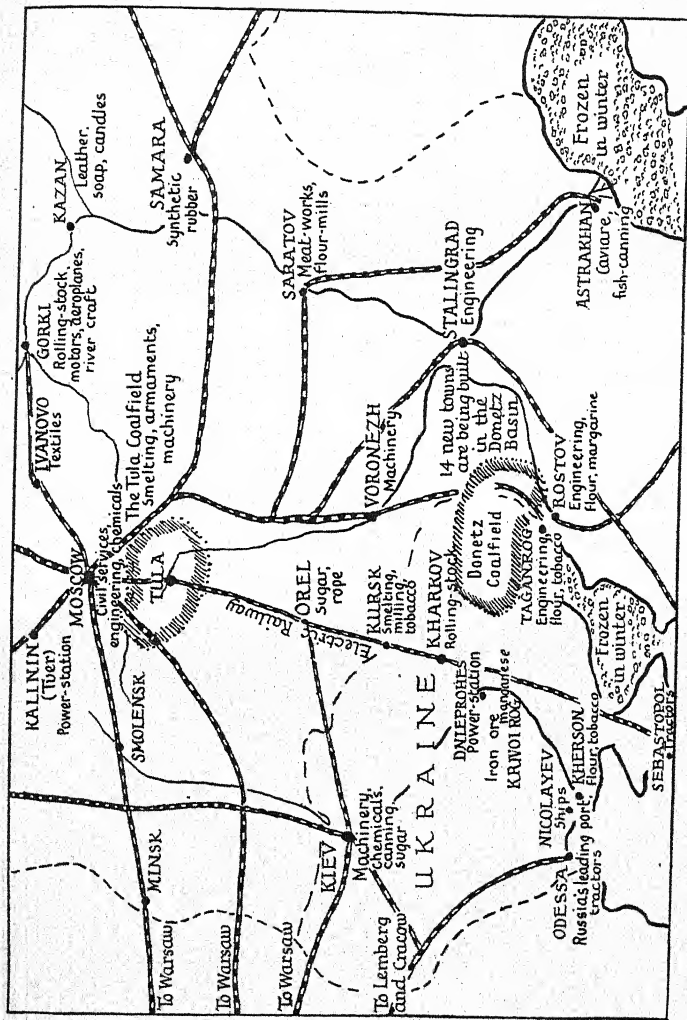 KALININ
(Tver)
Power-station
MOSCOW
Civil services,
engineering, chemicals
IVANOVO
Textiles
GORKI
Rolling-stock,
motors, aeroplanes,
river craft
KAZAN
Leather,
soap, candles
The Tula Coalfield
Smelting, armaments,
machinery
TULA
SAMARA
Synthetic
rubber
MINSK
SMOLENSK
To Warsaw
To Warsaw
To Warsaw
OREL
Sugar,
rope
Electric Railway
SARATOV
Meat-works,
flour-mills
KIEV
Machinery,
chemicals,
canning,
sugar
KURSK
Smelting,
milling,
tobacco
VORONEZH
Machinery
To Lemberg
and Cracow
UKRAINE
KHARKOV
Rolling-stock
14 new towns
are being built
in the
Donetz
Basin
STALINGRAD
Engineering
DNIEPROHES
Power-station
Iron ore
manganese
KRIVOI ROG
Donetz
Coalfield
ODESSA
Russia's leading port
tractors
NICOLAYEV
Ships
KHERSON
Flour, tobacco
TAGANROG
Engineering,
flour, tobacco
ROSTOV
Engineering,
flour, margarine
ASTRAKHAN
Caviare,
fish-canning
Frozen
in winter
Frozen
in winter
SEBASTOPOL
Tractors